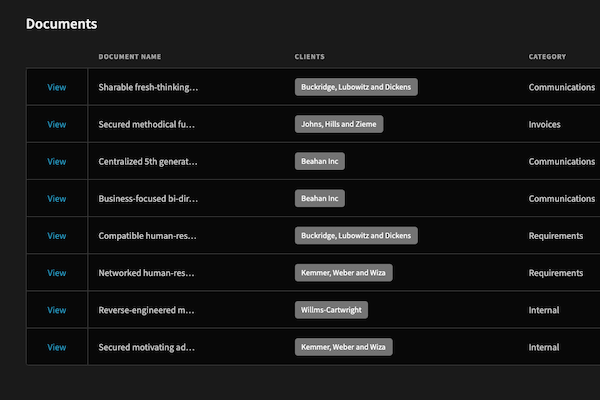 Documents
DOCUMENT NAME CLIENTS CATEGORY
View Sharable fresh-thinking... Buckridge, Lubowitz and Dickens Communications
View Secured methodical fu... Johns, Hills and Zieme Invoices
View Centralized 5th generat... Beahan Inc Communications
View Business-focused bi-dir... Beahan Inc Communications
View Compatible human-res... Buckridge, Lubowitz and Dickens Requirements
View Networked human-res... Kemmer, Weber and Wiza Requirements
View Reverse-engineered m... Willms-Cartwright Internal
View Secured motivating ad... Kemmer, Weber and Wiza Internal